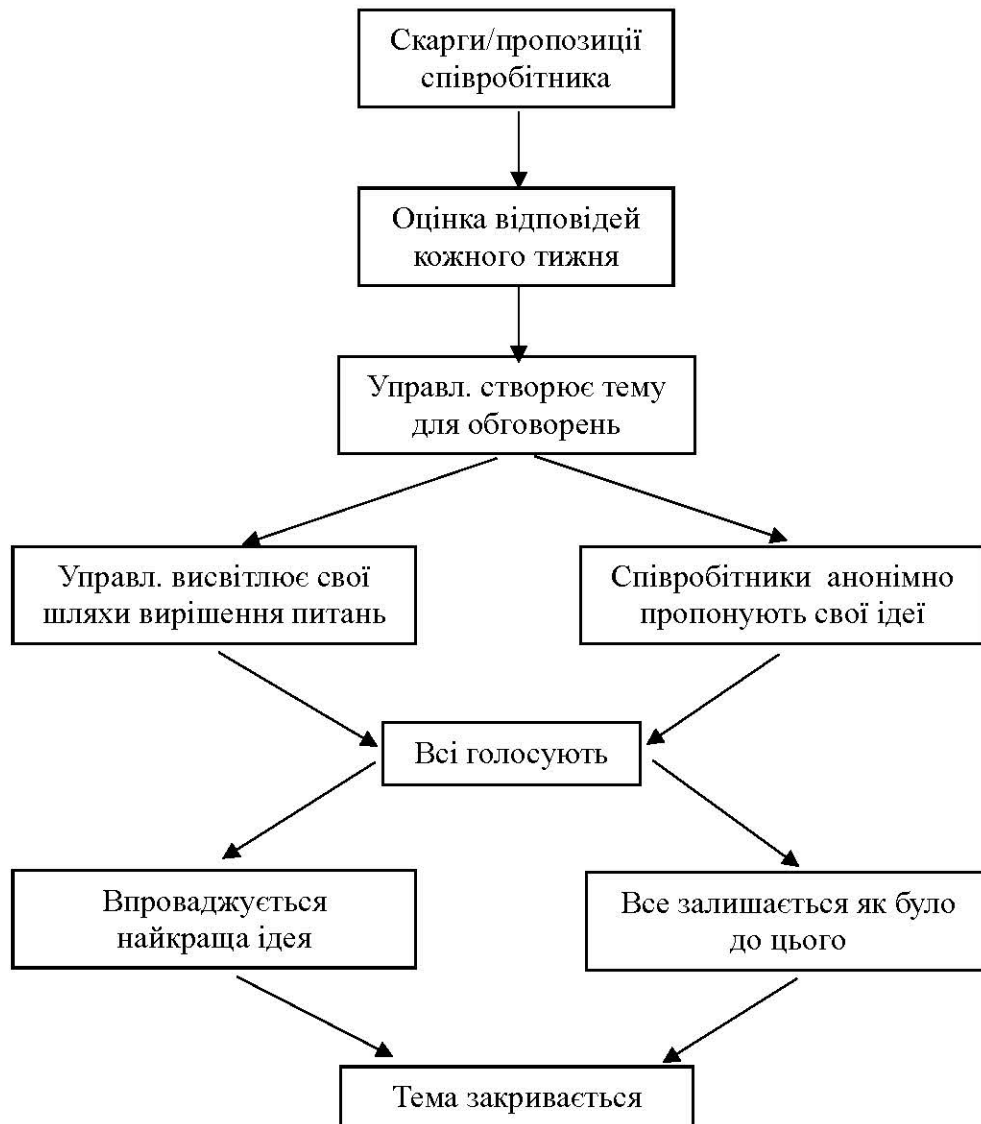 Скарги/пропозиції
співробітника
Оцінка відповідей
кожного тижня
Управл. створює тему
для обговорень
Управл. висвітлює свої
шляхи вирішення питань
Співробітники анонімно
пропонують свої ідеї
Всі голосують
Впроваджується
найкраща ідея
Все залишається як було
до цього
Тема закривається